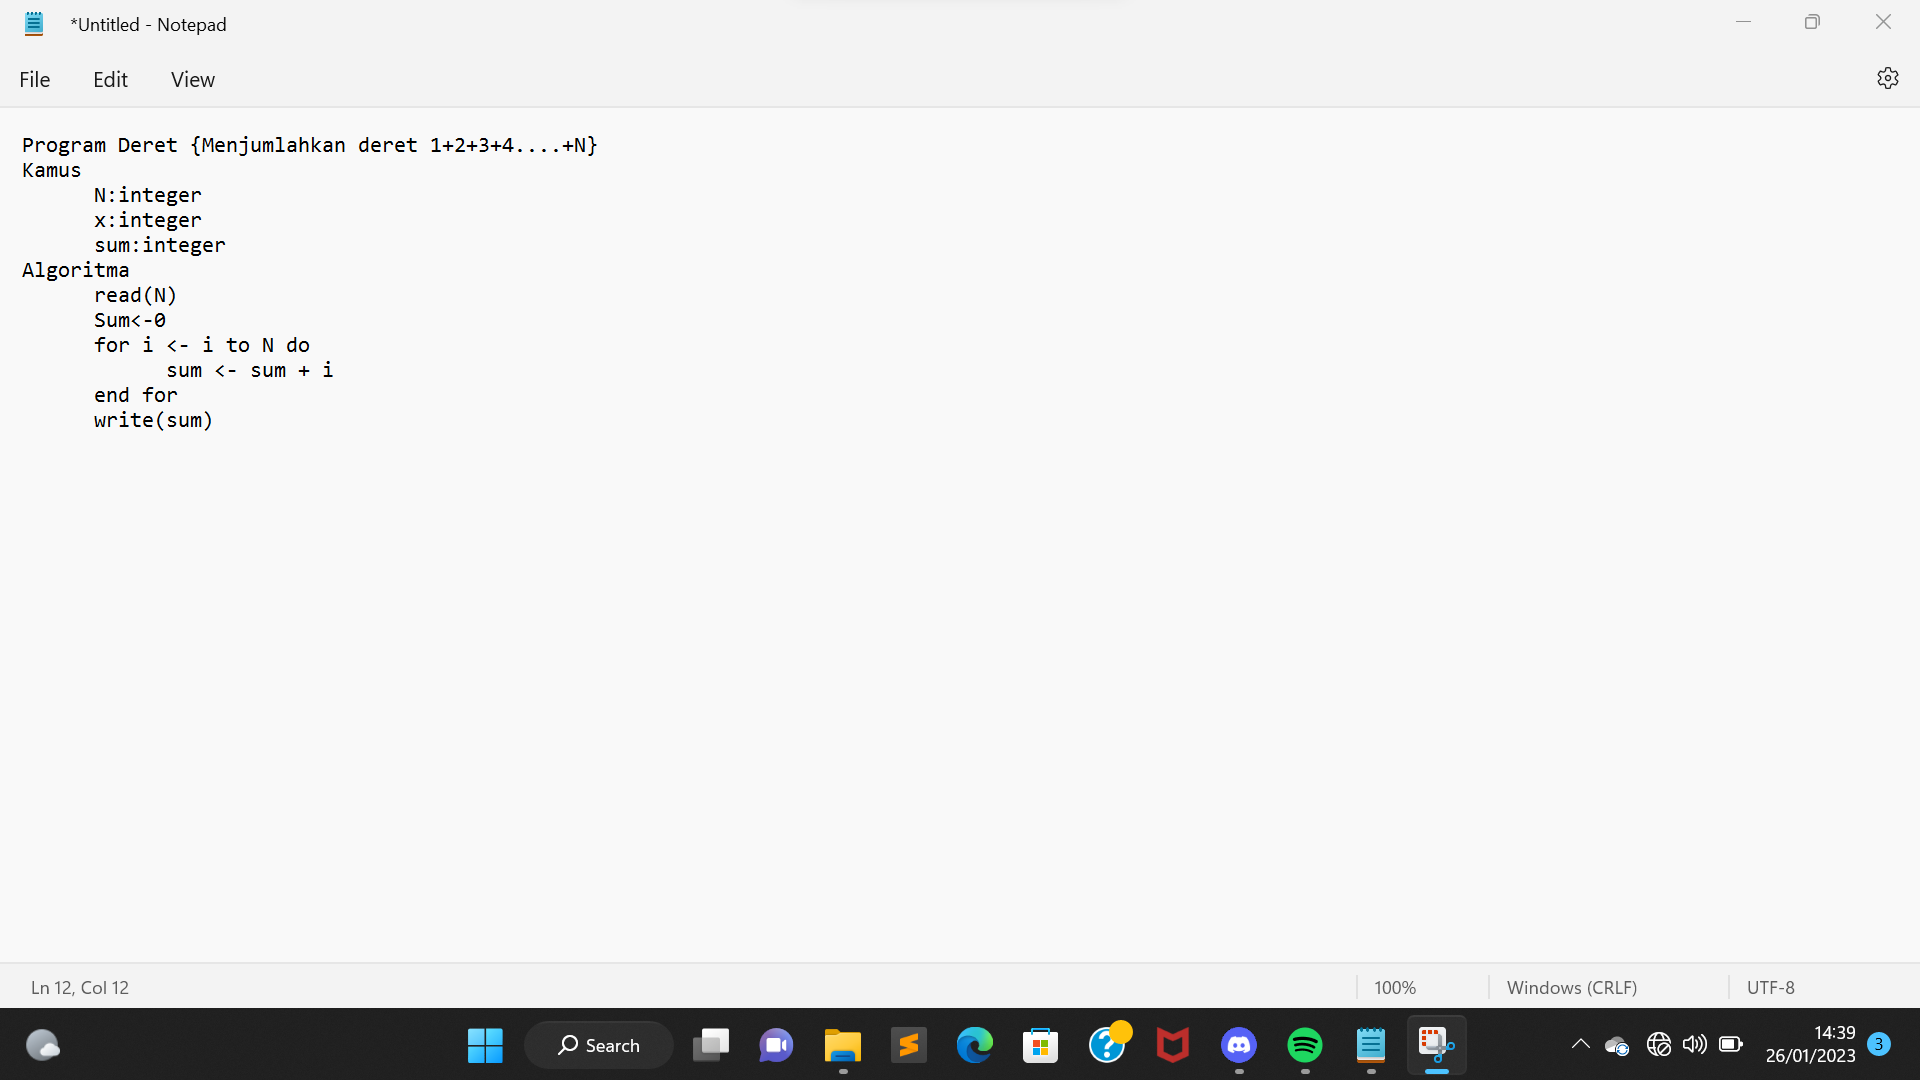 *Untitled - Notepad
File Edit View
Program Deret {Menjumlahkan deret 1+2+3+4....+N}
Kamus
N:integer
x:integer
sum:integer
Algoritma
read(N)
Sum<-0
for i <- i to N do
sum <- sum + i
end for
write(sum)
Ln 12, Col 12 100% Windows (CRLF) UTF-8
Search 14:39
26/01/2023 3